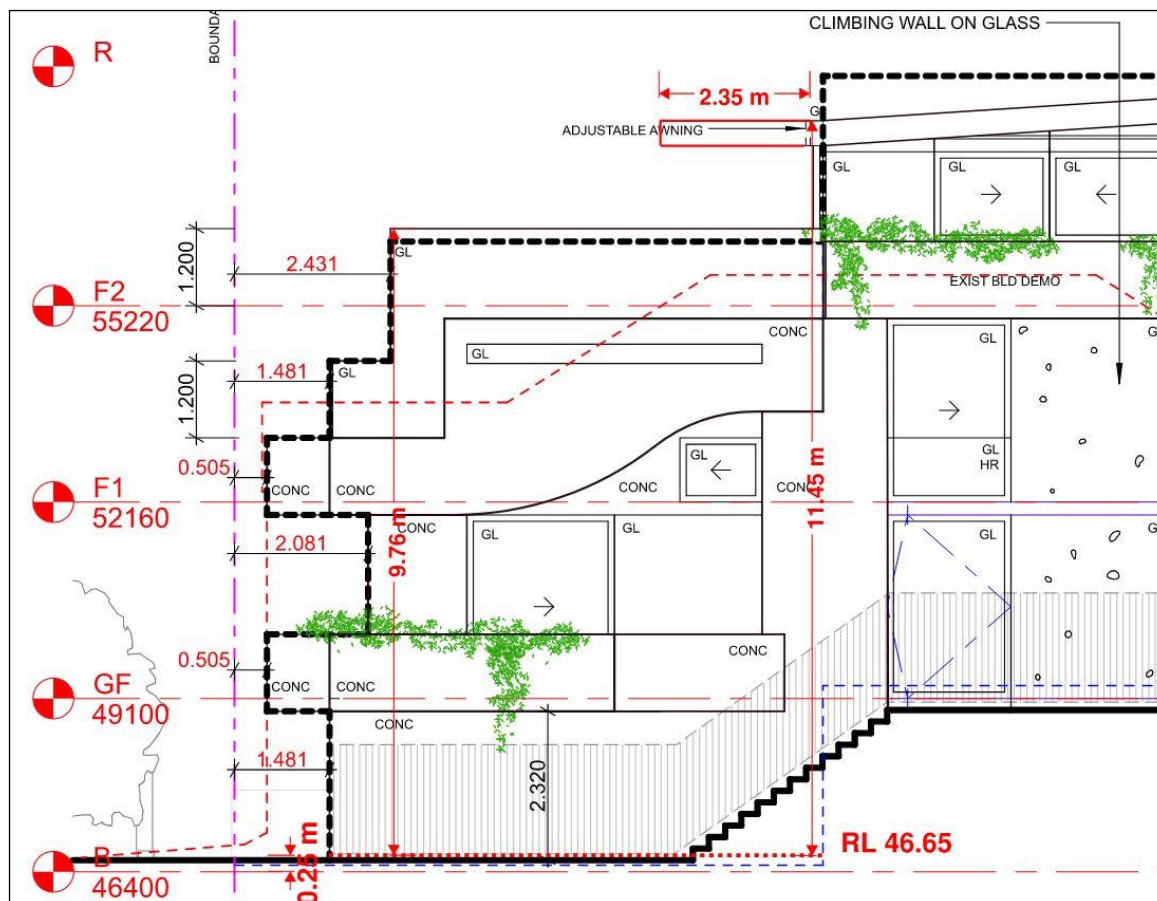 BOUNDA
R
CLIMBING WALL ON GLASS
2.35 m
G
ADJUSTABLE AWNING
GL
GL
GL
1.200
2.431
GL
F2
55220
EXIST BLD DEMO
CONC
GL
G
GL
1.481
GL
1.200
GL
GL
HR
0.505
CONC
CONC
CONC
CONC
F1
52160
11.45 m
9.76 m
CONC
GL
GL
GL
G
2.081
0.505
CONC
CONC
CONC
GF
49100
CONC
1.481
2.320
0.25 m
RL 46.65
B
46400